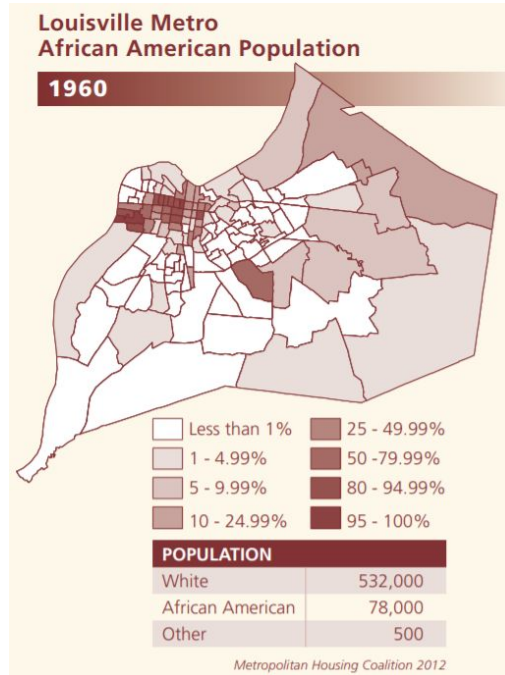 Louisville Metro
African American Population
1960
Less than 1%
1 - 4.99%
5 - 9.99%
10 - 24.99%
25 - 49.99%
50 -79.99%
80 - 94.99%
95 - 100%
POPULATION
White 532,000
African American 78,000
Other 500
Metropolitan Housing Coalition 2012